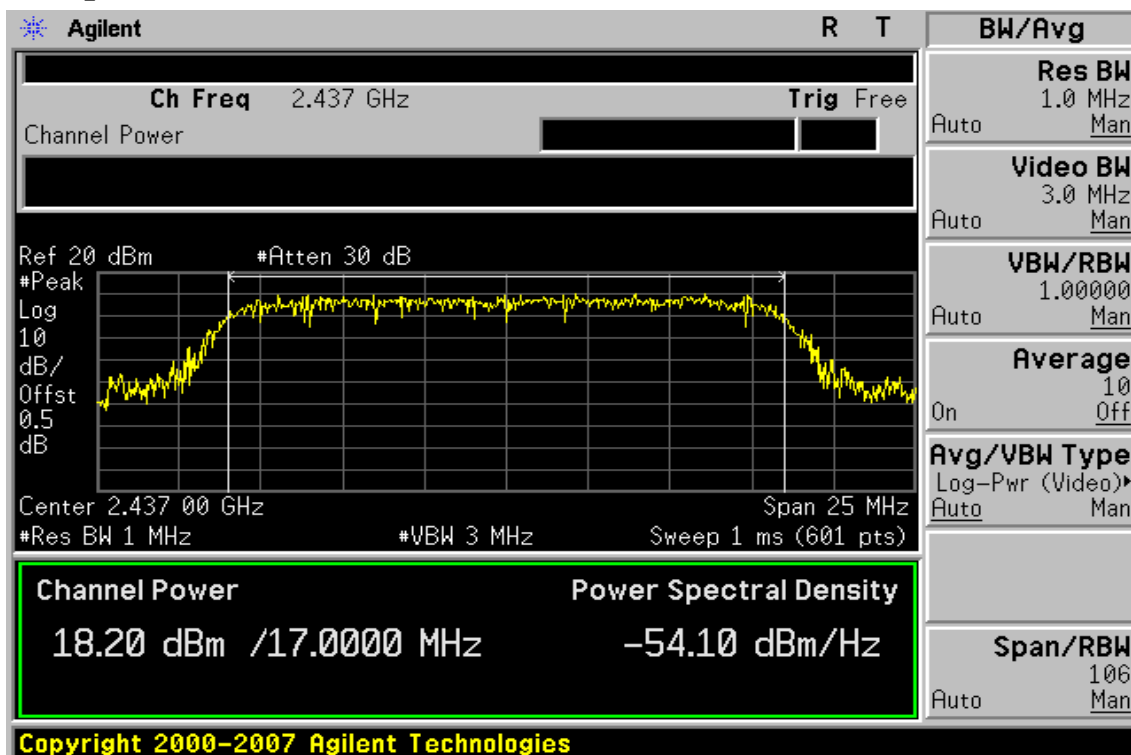 Agilent R T BW/Avg
Ch Freq 2.437 GHz Trig Free
Channel Power
Ref 20 dBm #Atten 30 dB
#Peak
Log
10
dB/
Offst
0.5
dB
Center 2.437 00 GHz Span 25 MHz
#Res BW 1 MHz #VBW 3 MHz Sweep 1 ms (601 pts)
Channel Power Power Spectral Density
18.20 dBm /17.0000 MHz -54.10 dBm/Hz
Res BW
1.0 MHz
Auto Man
Video BW
3.0 MHz
Auto Man
VBW/RBW
1.00000
Auto Man
Average
10
On Off
Avg/VBW Type
Log-Pwr (Video)
Auto Man
Span/RBW
106
Auto Man
Copyright 2000-2007 Agilent Technologies